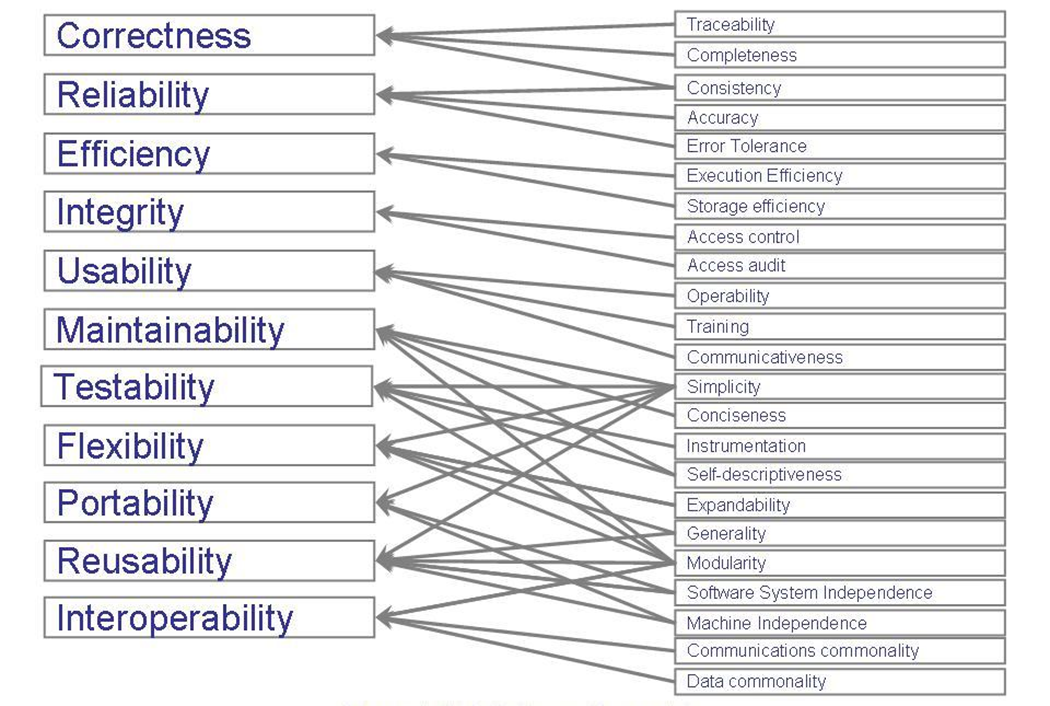 Correctness
Reliability
Efficiency
Integrity
Usability
Maintainability
Testability
Flexibility
Portability
Reusability
Interoperability
Traceability
Completeness
Consistency
Accuracy
Error Tolerance
Execution Efficiency
Storage efficiency
Access control
Access audit
Operability
Training
Communicativeness
Simplicity
Conciseness
Instrumentation
Self-descriptiveness
Expandability
Generality
Modularity
Software System Independence
Machine Independence
Communications commonality
Data commonality